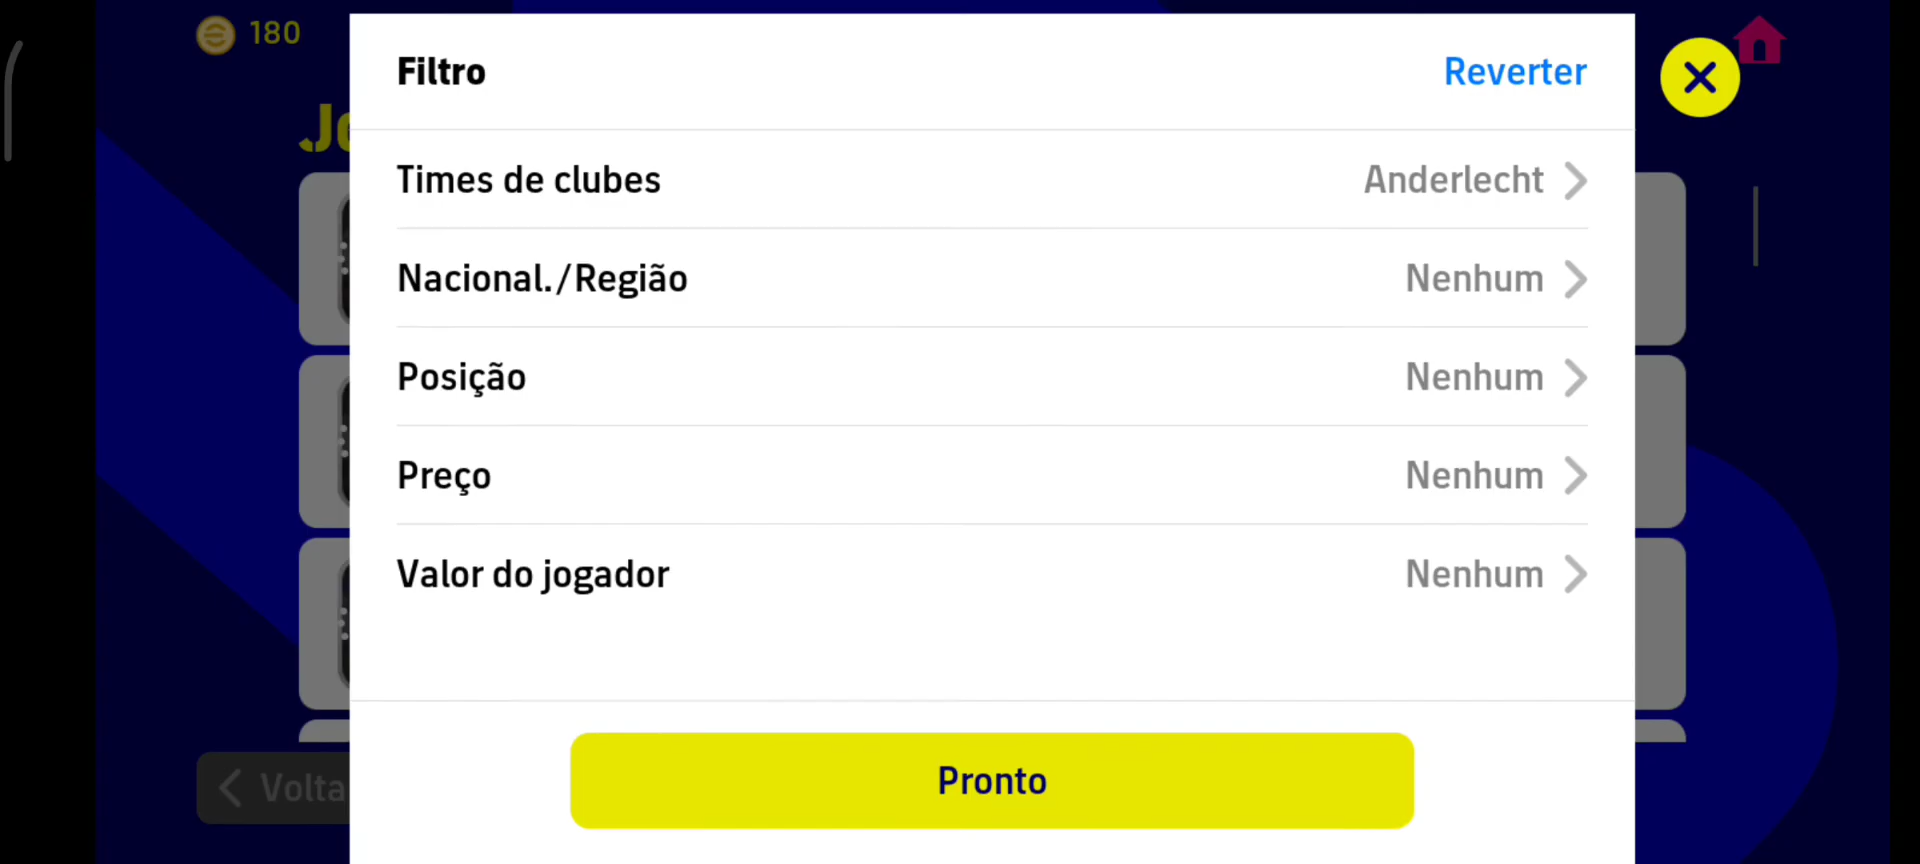 180
Filtro
Reverter
Times de clubes
Anderlecht
Nacional./Região
Nenhum
Posição
Nenhum
Preço
Nenhum
Valor do jogador
Nenhum
Volta
Pronto